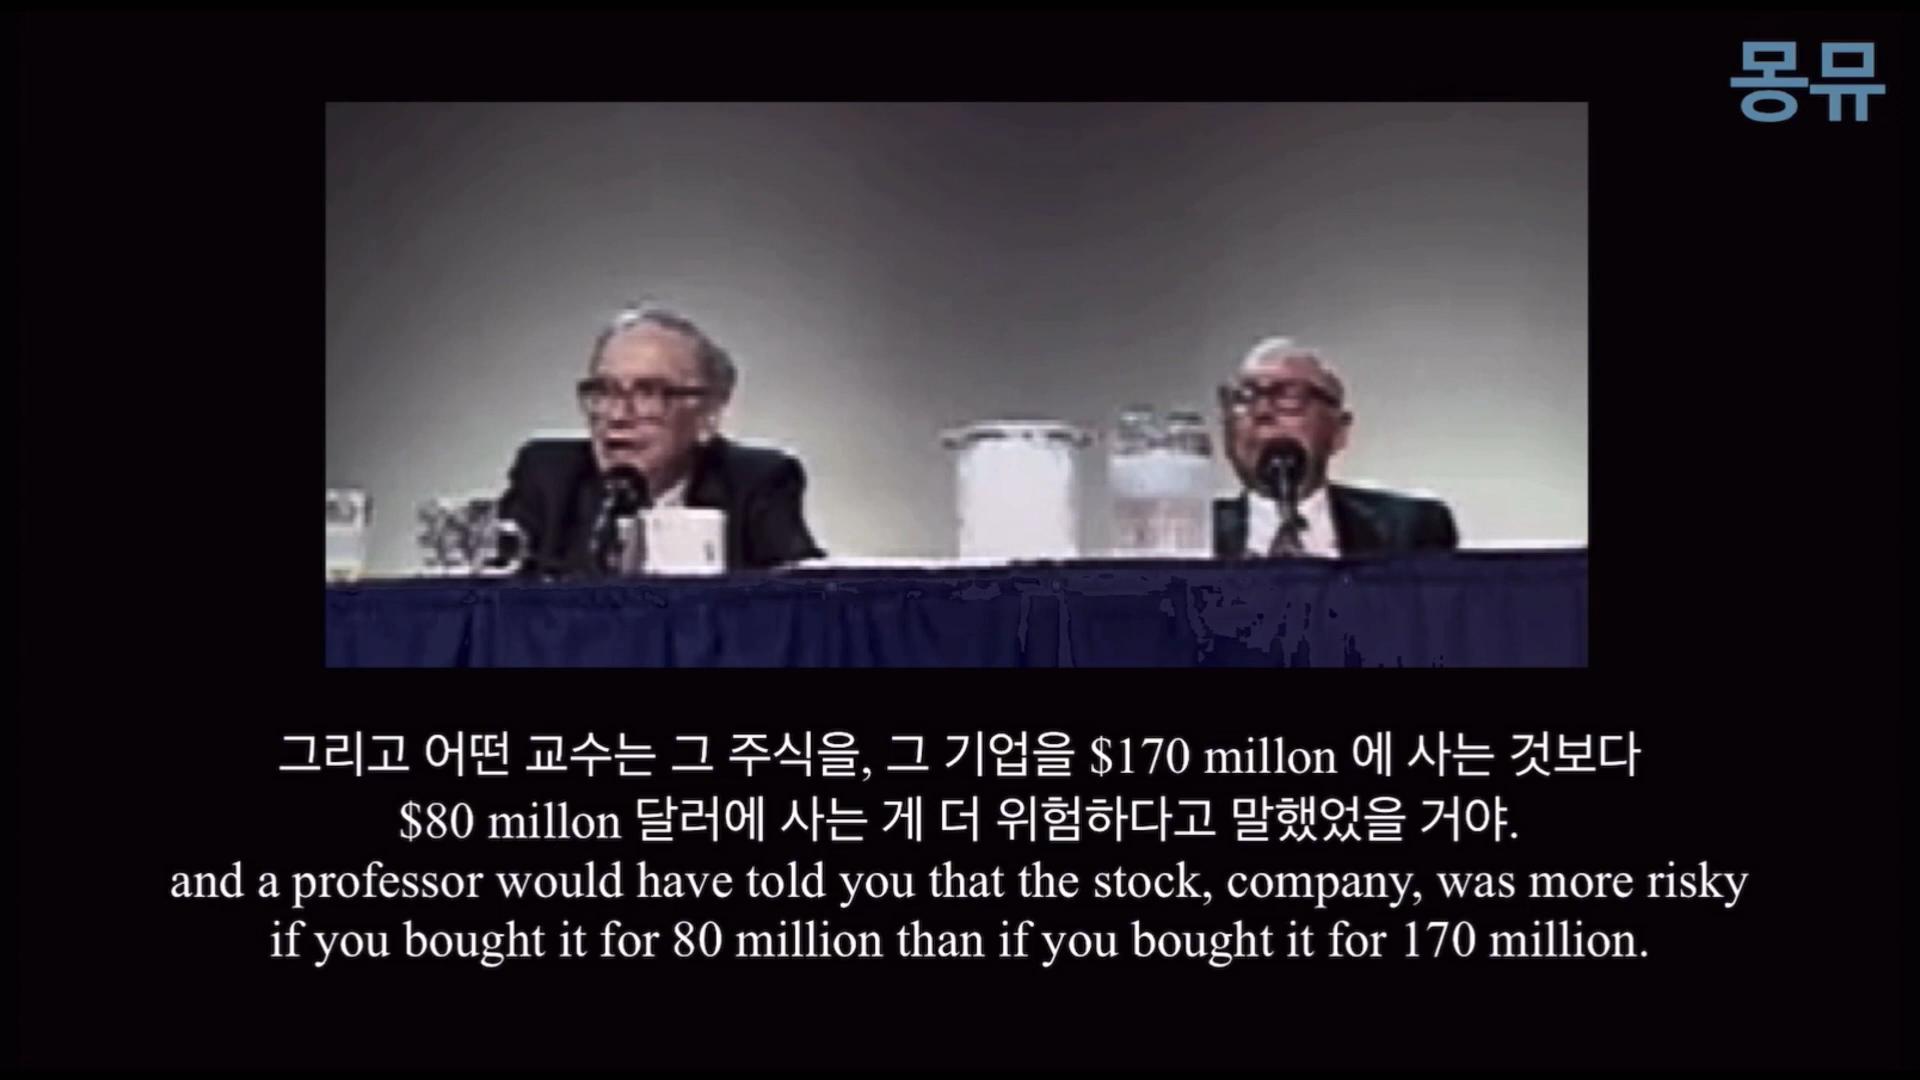 몽뮤
그리고 어떤 교수는 그 주식을, 그 기업을 $170 millon 에 사는 것보다
$80 millon 달러에 사는 게 더 위험하다고 말했었을 거야.
and a professor would have told you that the stock, company, was more risky
if you bought it for 80 million than if you bought it for 170 million.